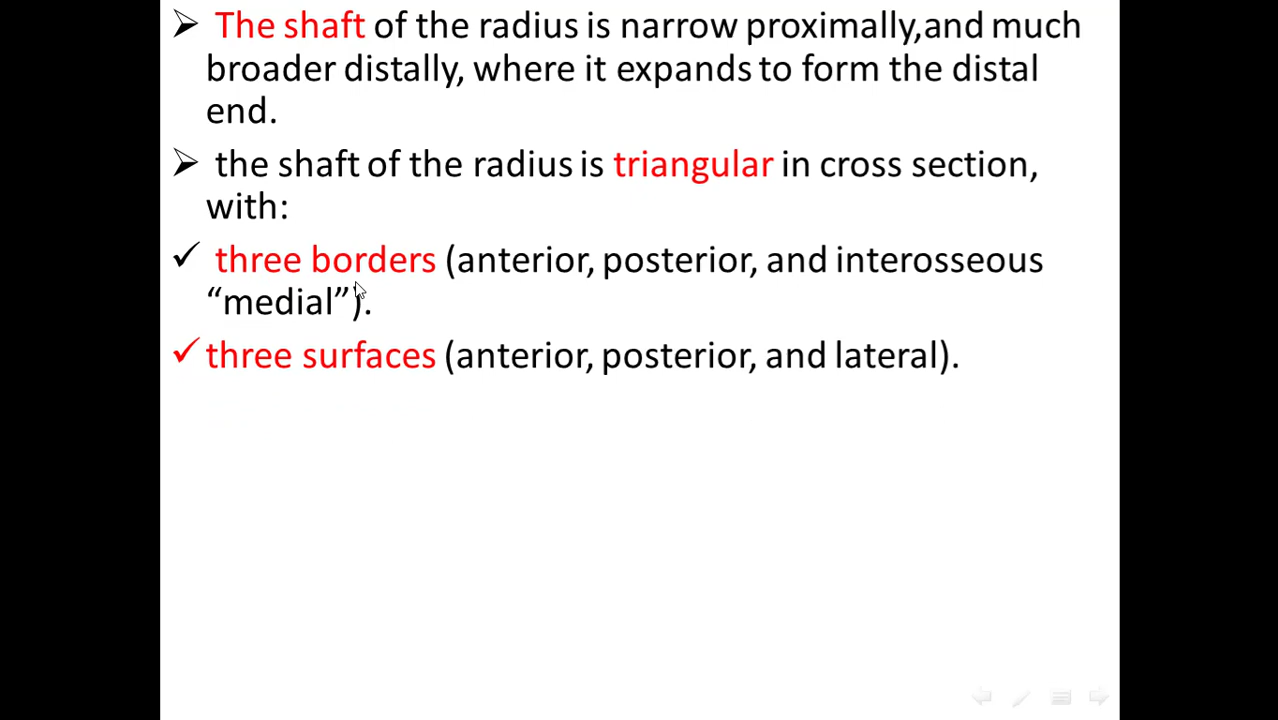 ➢ The shaft of the radius is narrow proximally,and much
broader distally, where it expands to form the distal
end.
➢ the shaft of the radius is triangular in cross section,
with:
✓ three borders (anterior, posterior, and interosseous
“medial”).
✓ three surfaces (anterior, posterior, and lateral).